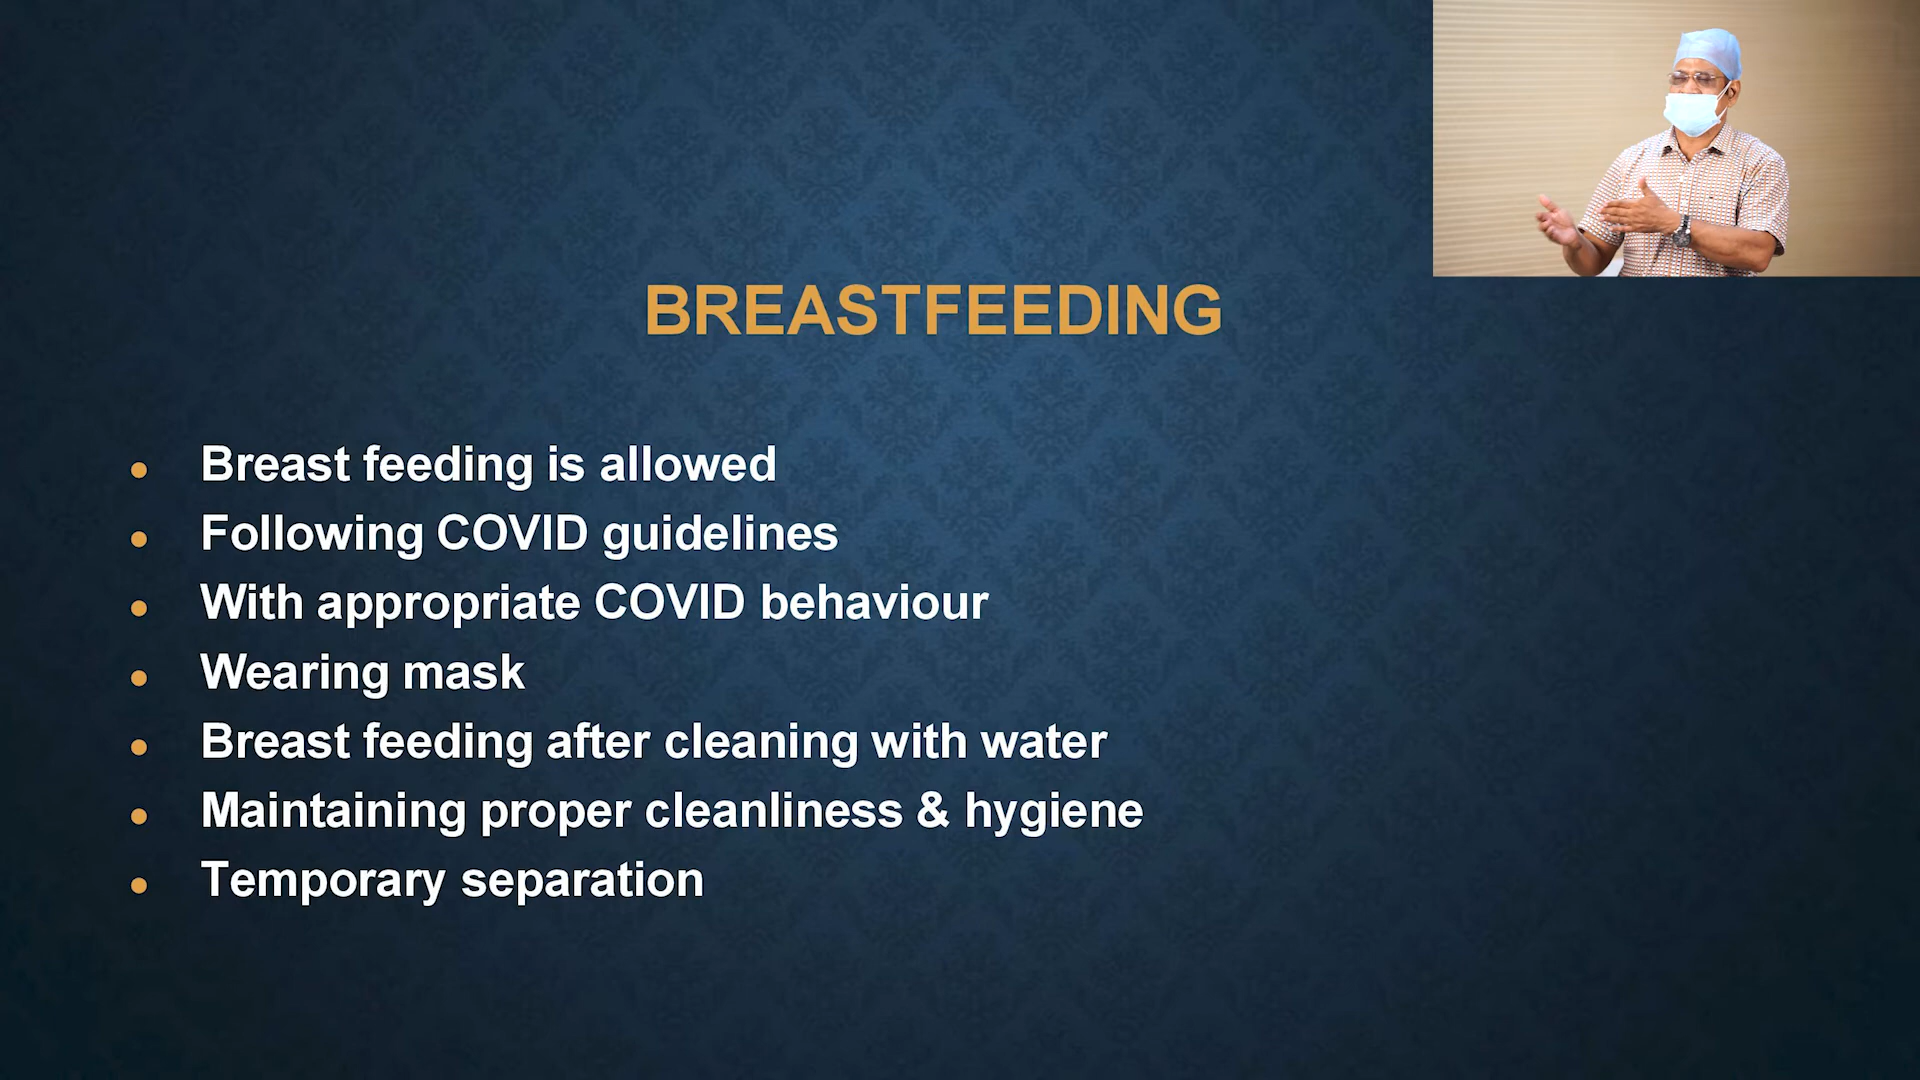 BREASTFEEDING
Breast feeding is allowed
Following COVID guidelines
With appropriate COVID behaviour
Wearing mask
Breast feeding after cleaning with water
Maintaining proper cleanliness & hygiene
Temporary separation